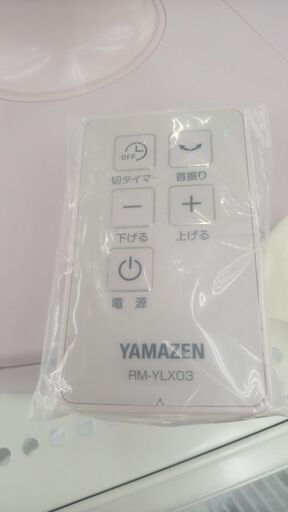 OFF
切タイマー 首振り
下げる 上げる
電源
YAMAZEN
RM-YLX03